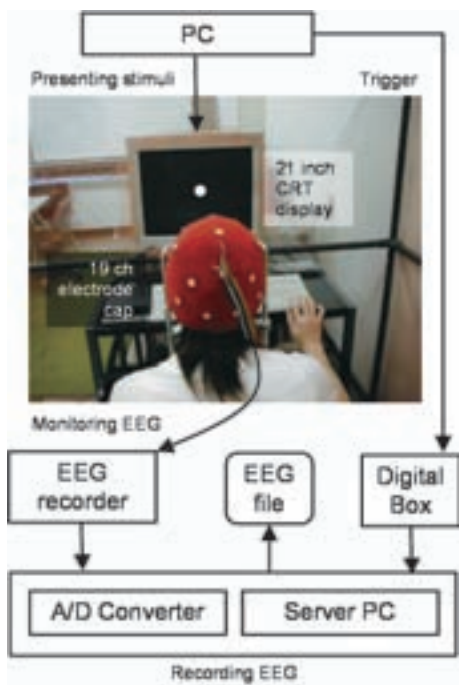 PC
Presenting stimuli
Trigger
21 inch
CRT
display
19 ch
electrode
cap
Monitoring EEG
EEG
recorder
EEG
file
Digital
Box
A/D Converter
Server PC
Recording EEG